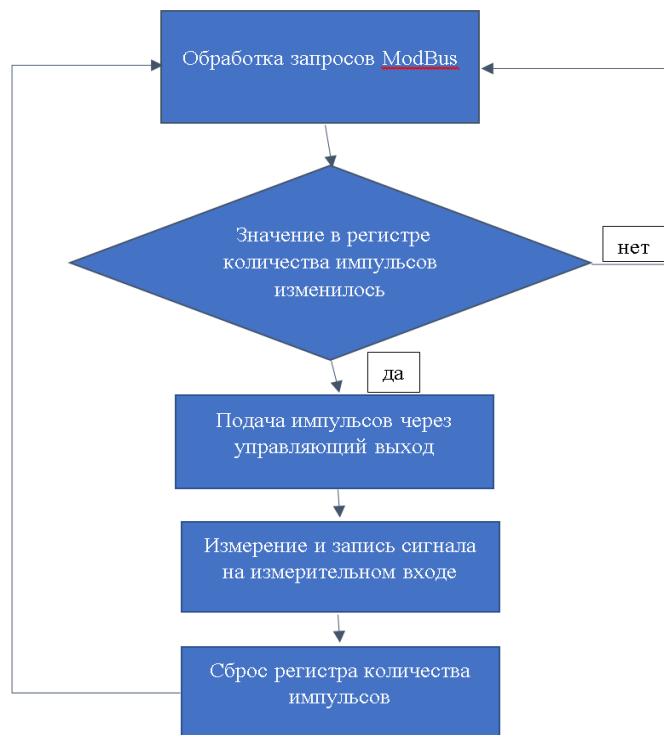 Обработка запросов ModBus
Значение в регистре
количества импульсов
изменилось
нет
да
Подача импульсов через
управляющий выход
Измерение и запись сигнала
на измерительном входе
Сброс регистра количества
импульсов